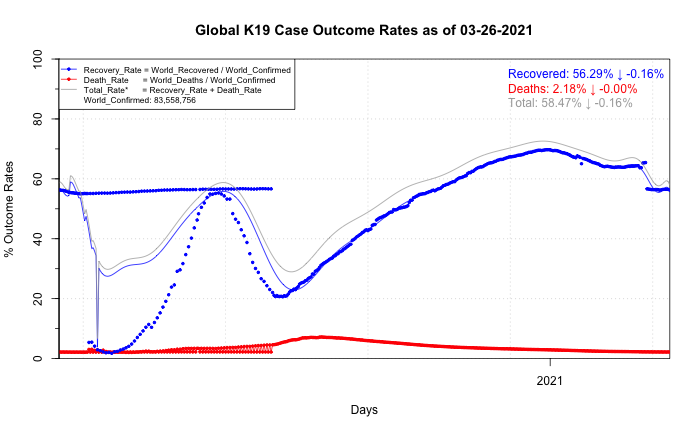 Global K19 Case Outcome Rates as of 03-26-2021
Recovery_Rate = World_Recovered / World_Confirmed
Death_Rate = World_Deaths / World_Confirmed
Total_Rate* = Recovery_Rate + Death_Rate
World_Confirmed: 83,558,756
Recovered: 56.29% ↓ -0.16%
Deaths: 2.18% ↓ -0.00%
Total: 58.47% ↓ -0.16%
% Outcome Rates
100
80
60
40
20
0
2021
Days